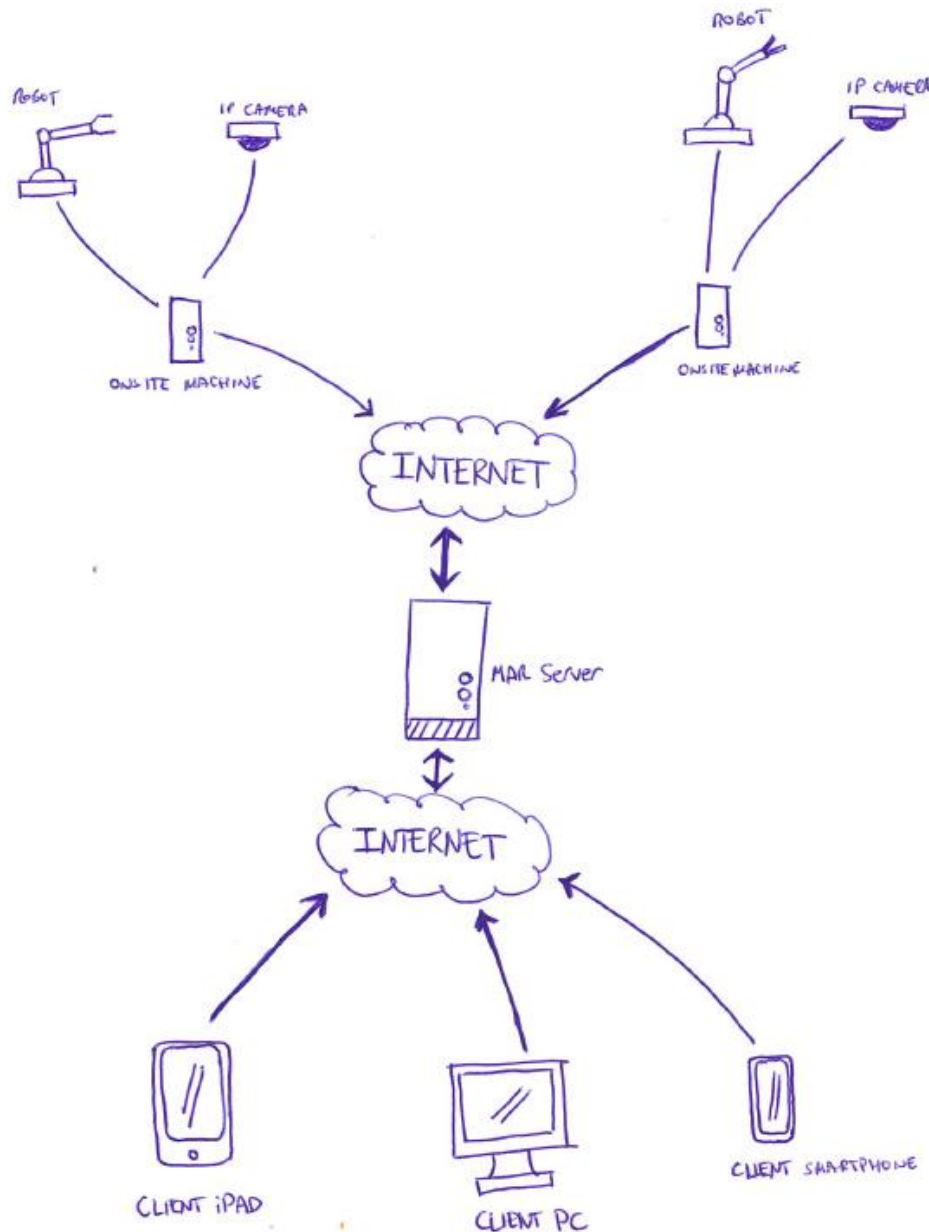 ROBOT
ROBOT
IP CAMERA
IP CAMERA
ONSITE MACHINE
ONSITE MACHINE
INTERNET
MAR Server
INTERNET
CLIENT iPAD
CLIENT PC
CLIENT SMARTPHONE